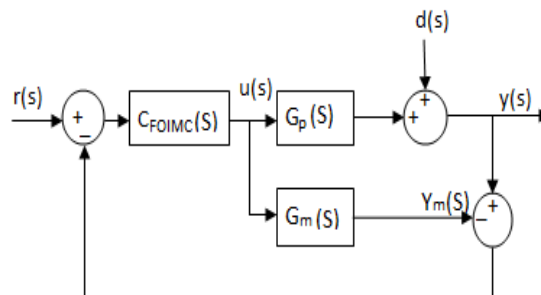 d(s)
r(s)
+
−
C_FOIMC(S)
u(s)
G_p(S)
+
+
y(s)
G_m(S)
Y_m(S)
+
−